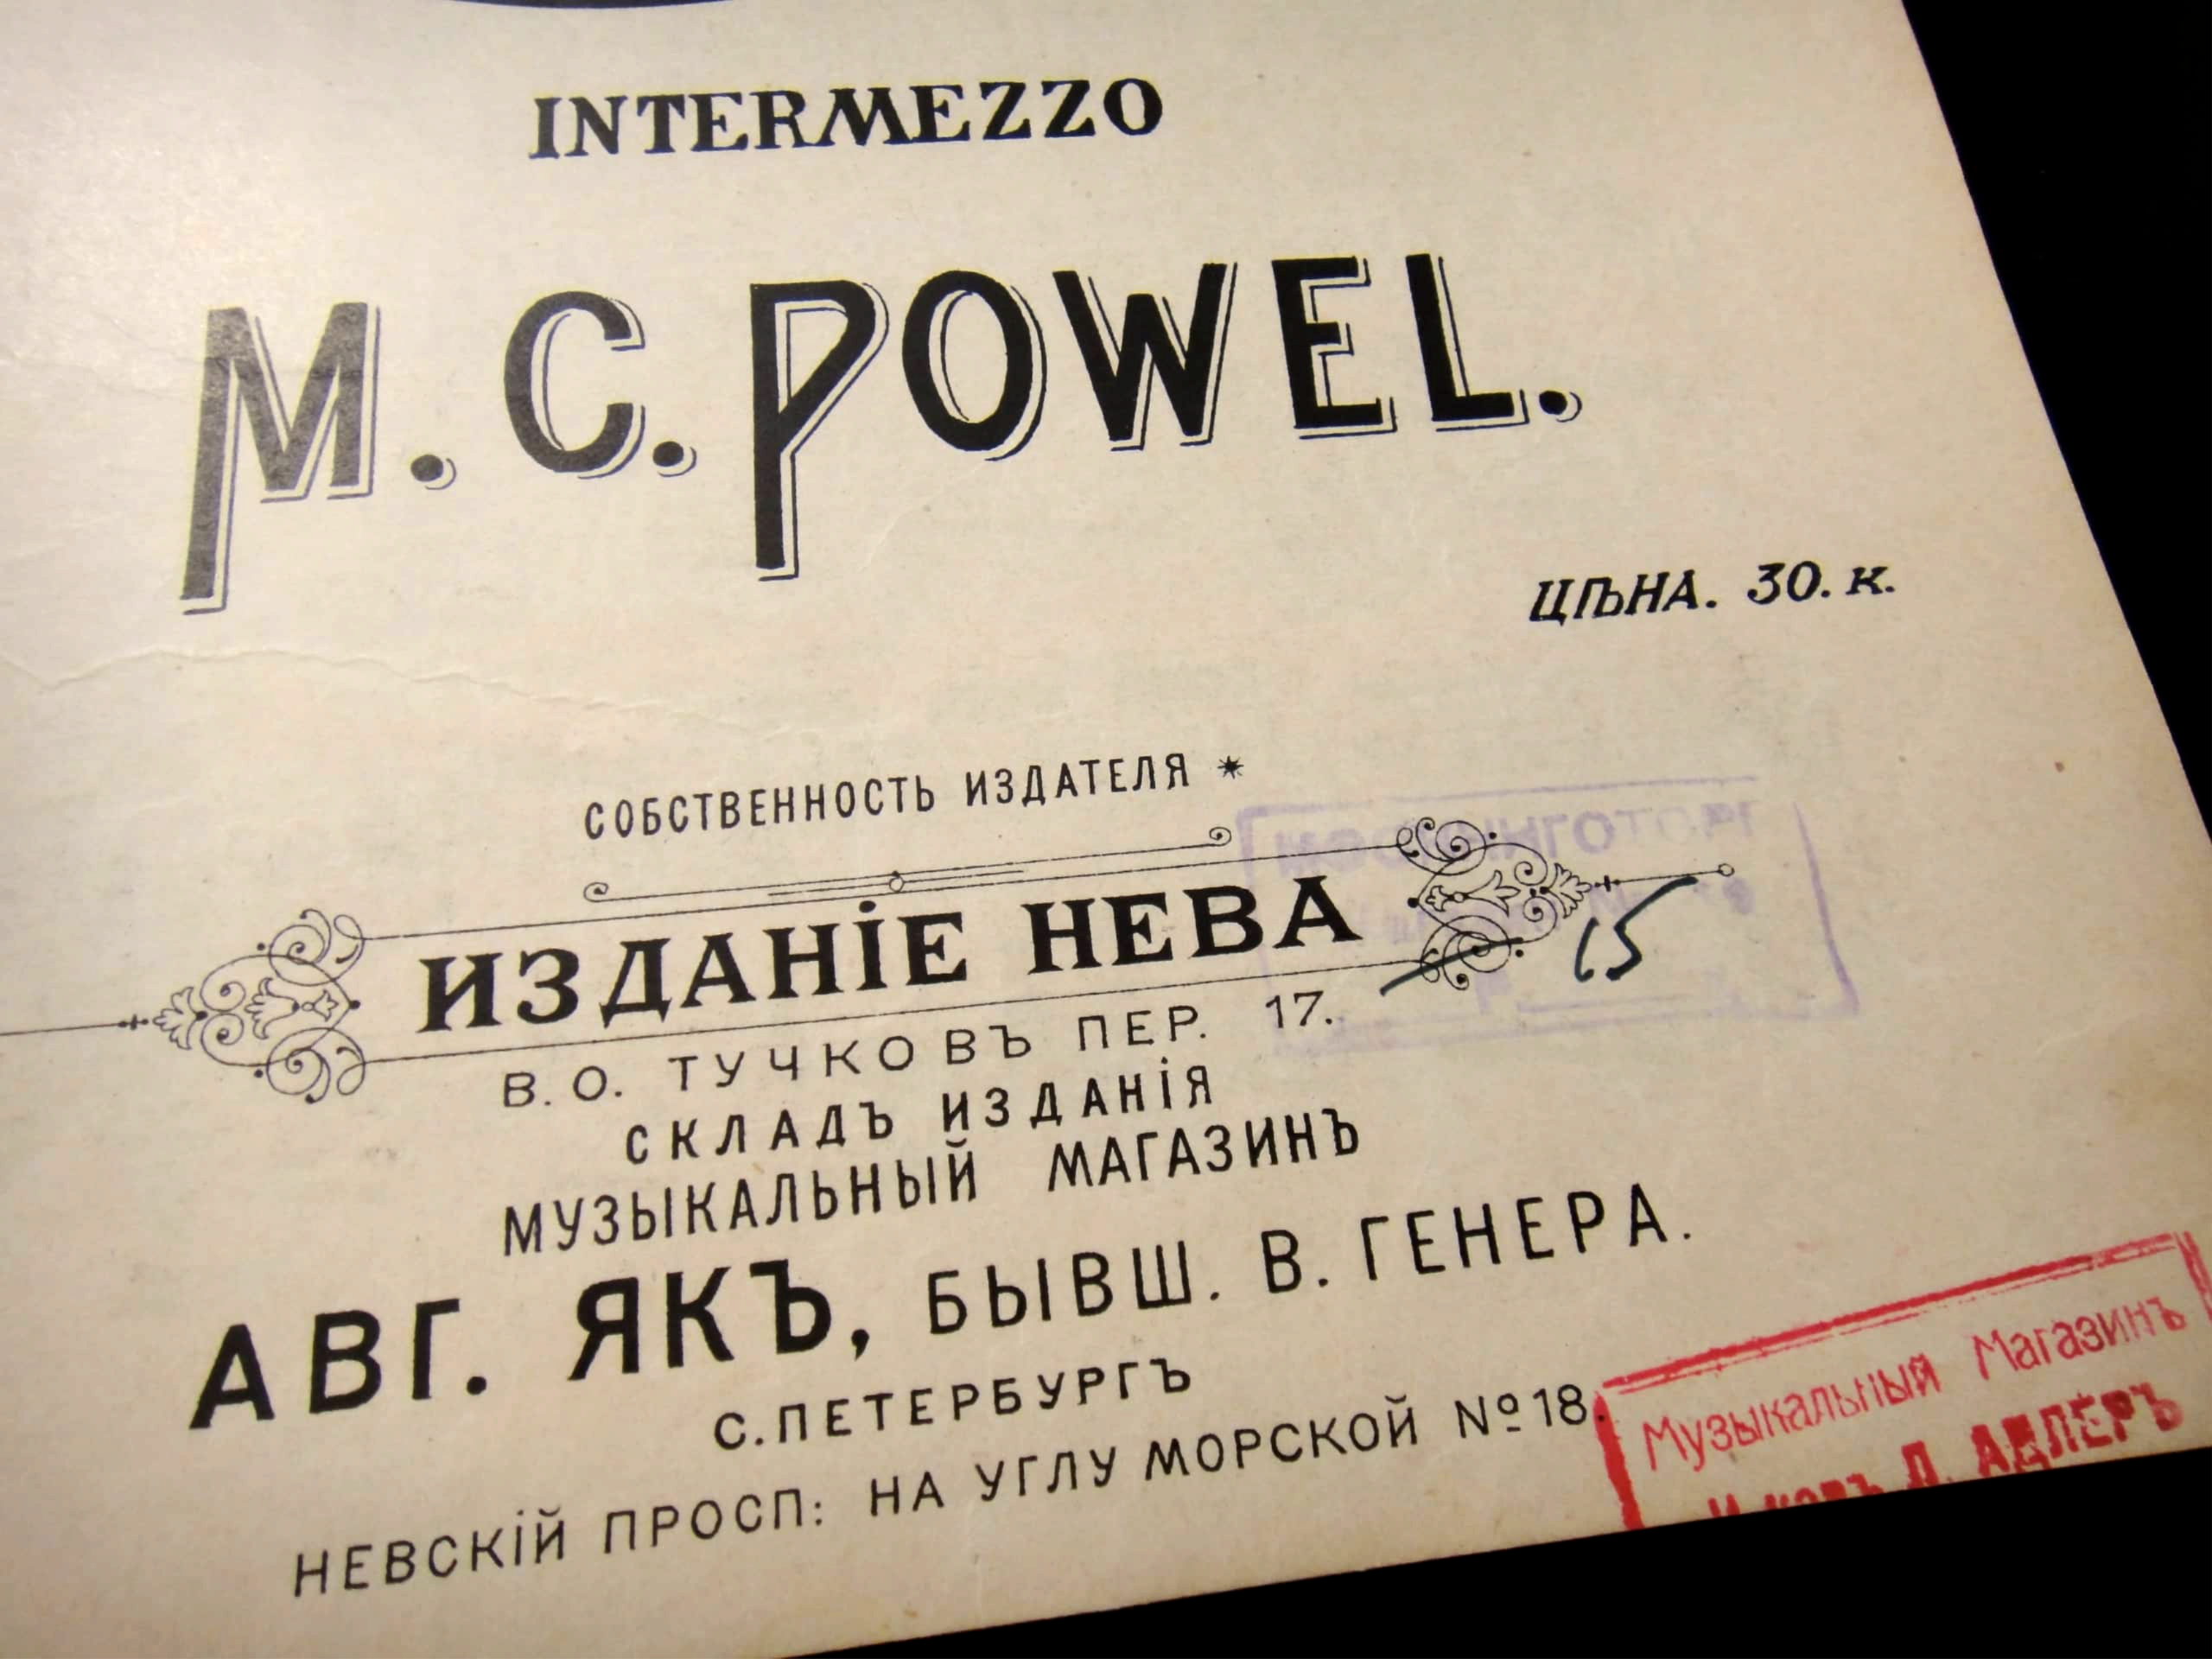 INTERMEZZO
M. C. POWEL.
ЦѢНА. 30. к.
СОБСТВЕННОСТЬ ИЗДАТЕЛЯ *
ИЗДАНІЕ НЕВА
15
В. О. ТУЧКОВЪ ПЕР. 17.
СКЛАДЪ ИЗДАНІЯ
МУЗЫКАЛЬНЫЙ МАГАЗИНЪ
АВГ. ЯКЪ, БЫВШ. В. ГЕНЕРА.
С. ПЕТЕРБУРГЪ
НЕВСКІЙ ПРОСП: НА УГЛУ МОРСКОЙ №18.
Музыкальный Магазинъ
АДЛЕРЪ